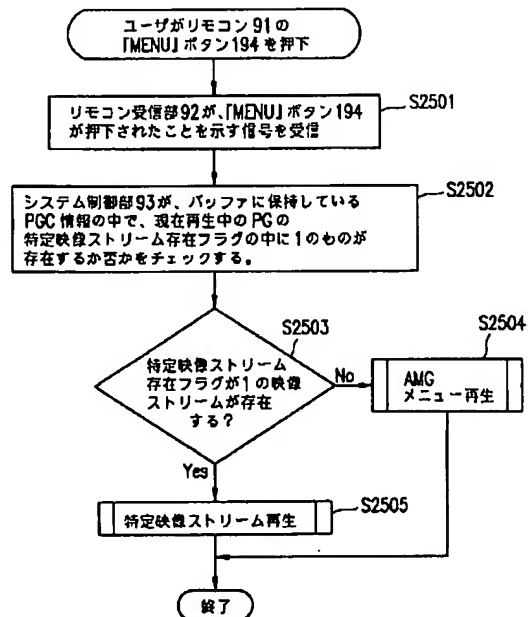 ユーザがリモコン91の
『MENU』ボタン194を押下
リモコン受信部92が、『MENU』ボタン194
が押下されたことを示す信号を受信
S2501
システム制御部93が、バッファに保持している
PGC情報の中で、現在再生中のPGの
特定映像ストリーム存在フラグの中に1のものが
存在するか否かをチェックする。
S2502
特定映像ストリーム
存在フラグが1の映像
ストリームが存在
する?
S2503
No
AMG
メニュー再生
S2504
Yes
特定映像ストリーム再生
S2505
終了